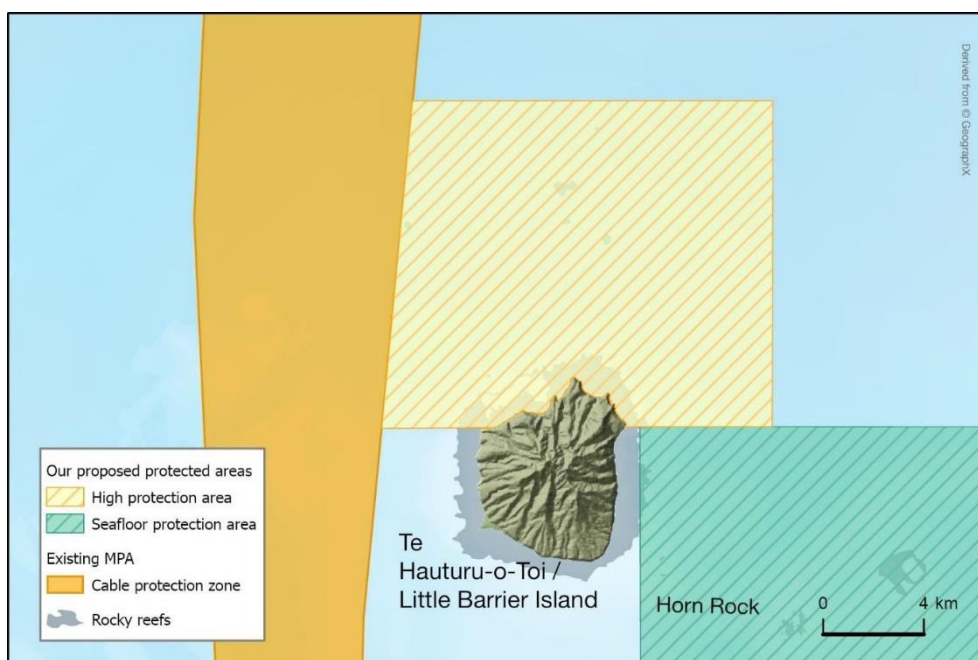 Derived from © GeographX
Our proposed protected areas
High protection area
Seafloor protection area
Existing MPA
Cable protection zone
Rocky reefs
Te
Hauturu-o-Toi /
Little Barrier Island
Horn Rock
0 4 km